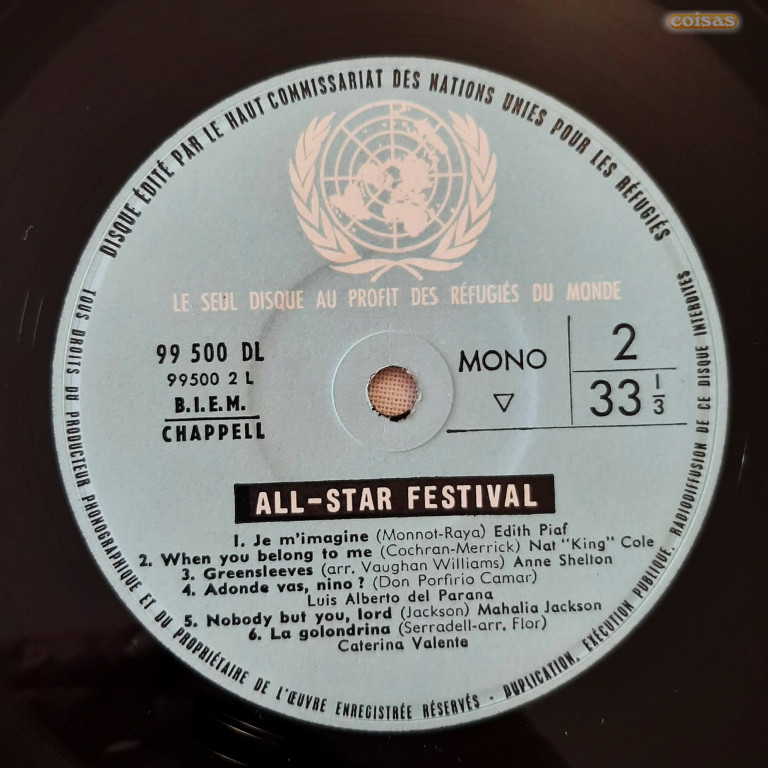 coisas
DISQUE ÉDITÉ PAR LE HAUT COMMISSARIAT DES NATIONS UNIES POUR LES RÉFUGIÉS
LE SEUL DISQUE AU PROFIT DES RÉFUGIÉS DU MONDE
99 500 DL
99500 2 L
B.I.E.M.
CHAPPELL
MONO
2
33 1/3
ALL-STAR FESTIVAL
1. Je m'imagine (Monnot-Raya) Edith Piaf
2. When you belong to me (Cochran-Merrick) Nat "King" Cole
3. Greensleeves (arr. Vaughan Williams) Anne Shelton
4. Adonde vas, nino ? (Don Porfirio Camar)
Luis Alberto del Parana
5. Nobody but you, lord (Jackson) Mahalia Jackson
6. La golondrina (Serradell-arr. Flor)
Caterina Valente
TOUS DROITS DU PRODUCTEUR PHONOGRAPHIQUE ET DU PROPRIÉTAIRE DE L'ŒUVRE ENREGISTRÉE RÉSERVÉS - DUPLICATION, EXÉCUTION PUBLIQUE, RADIODIFFUSION DE CE DISQUE INTERDITES